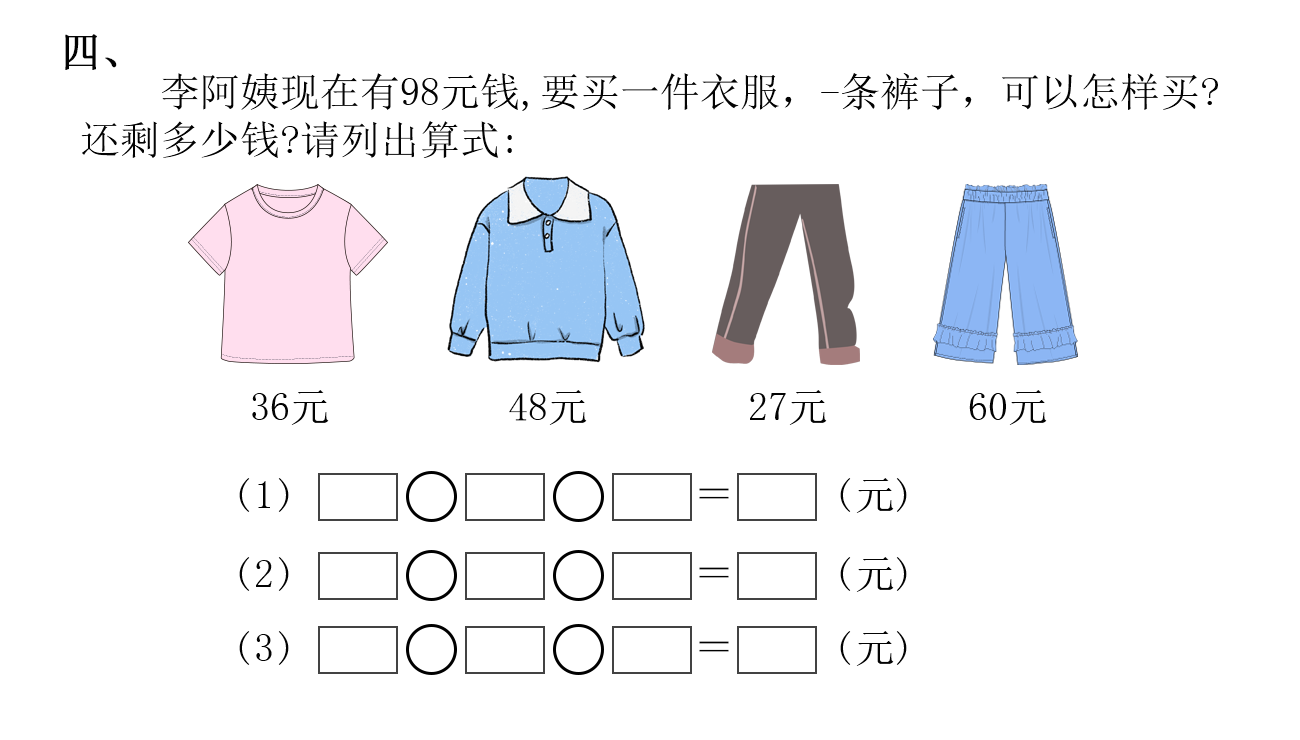 四、
李阿姨现在有98元钱,要买一件衣服，-条裤子，可以怎样买?
还剩多少钱?请列出算式:
36元 48元 27元 60元
(1) = (元)
(2) = (元)
(3) = (元)